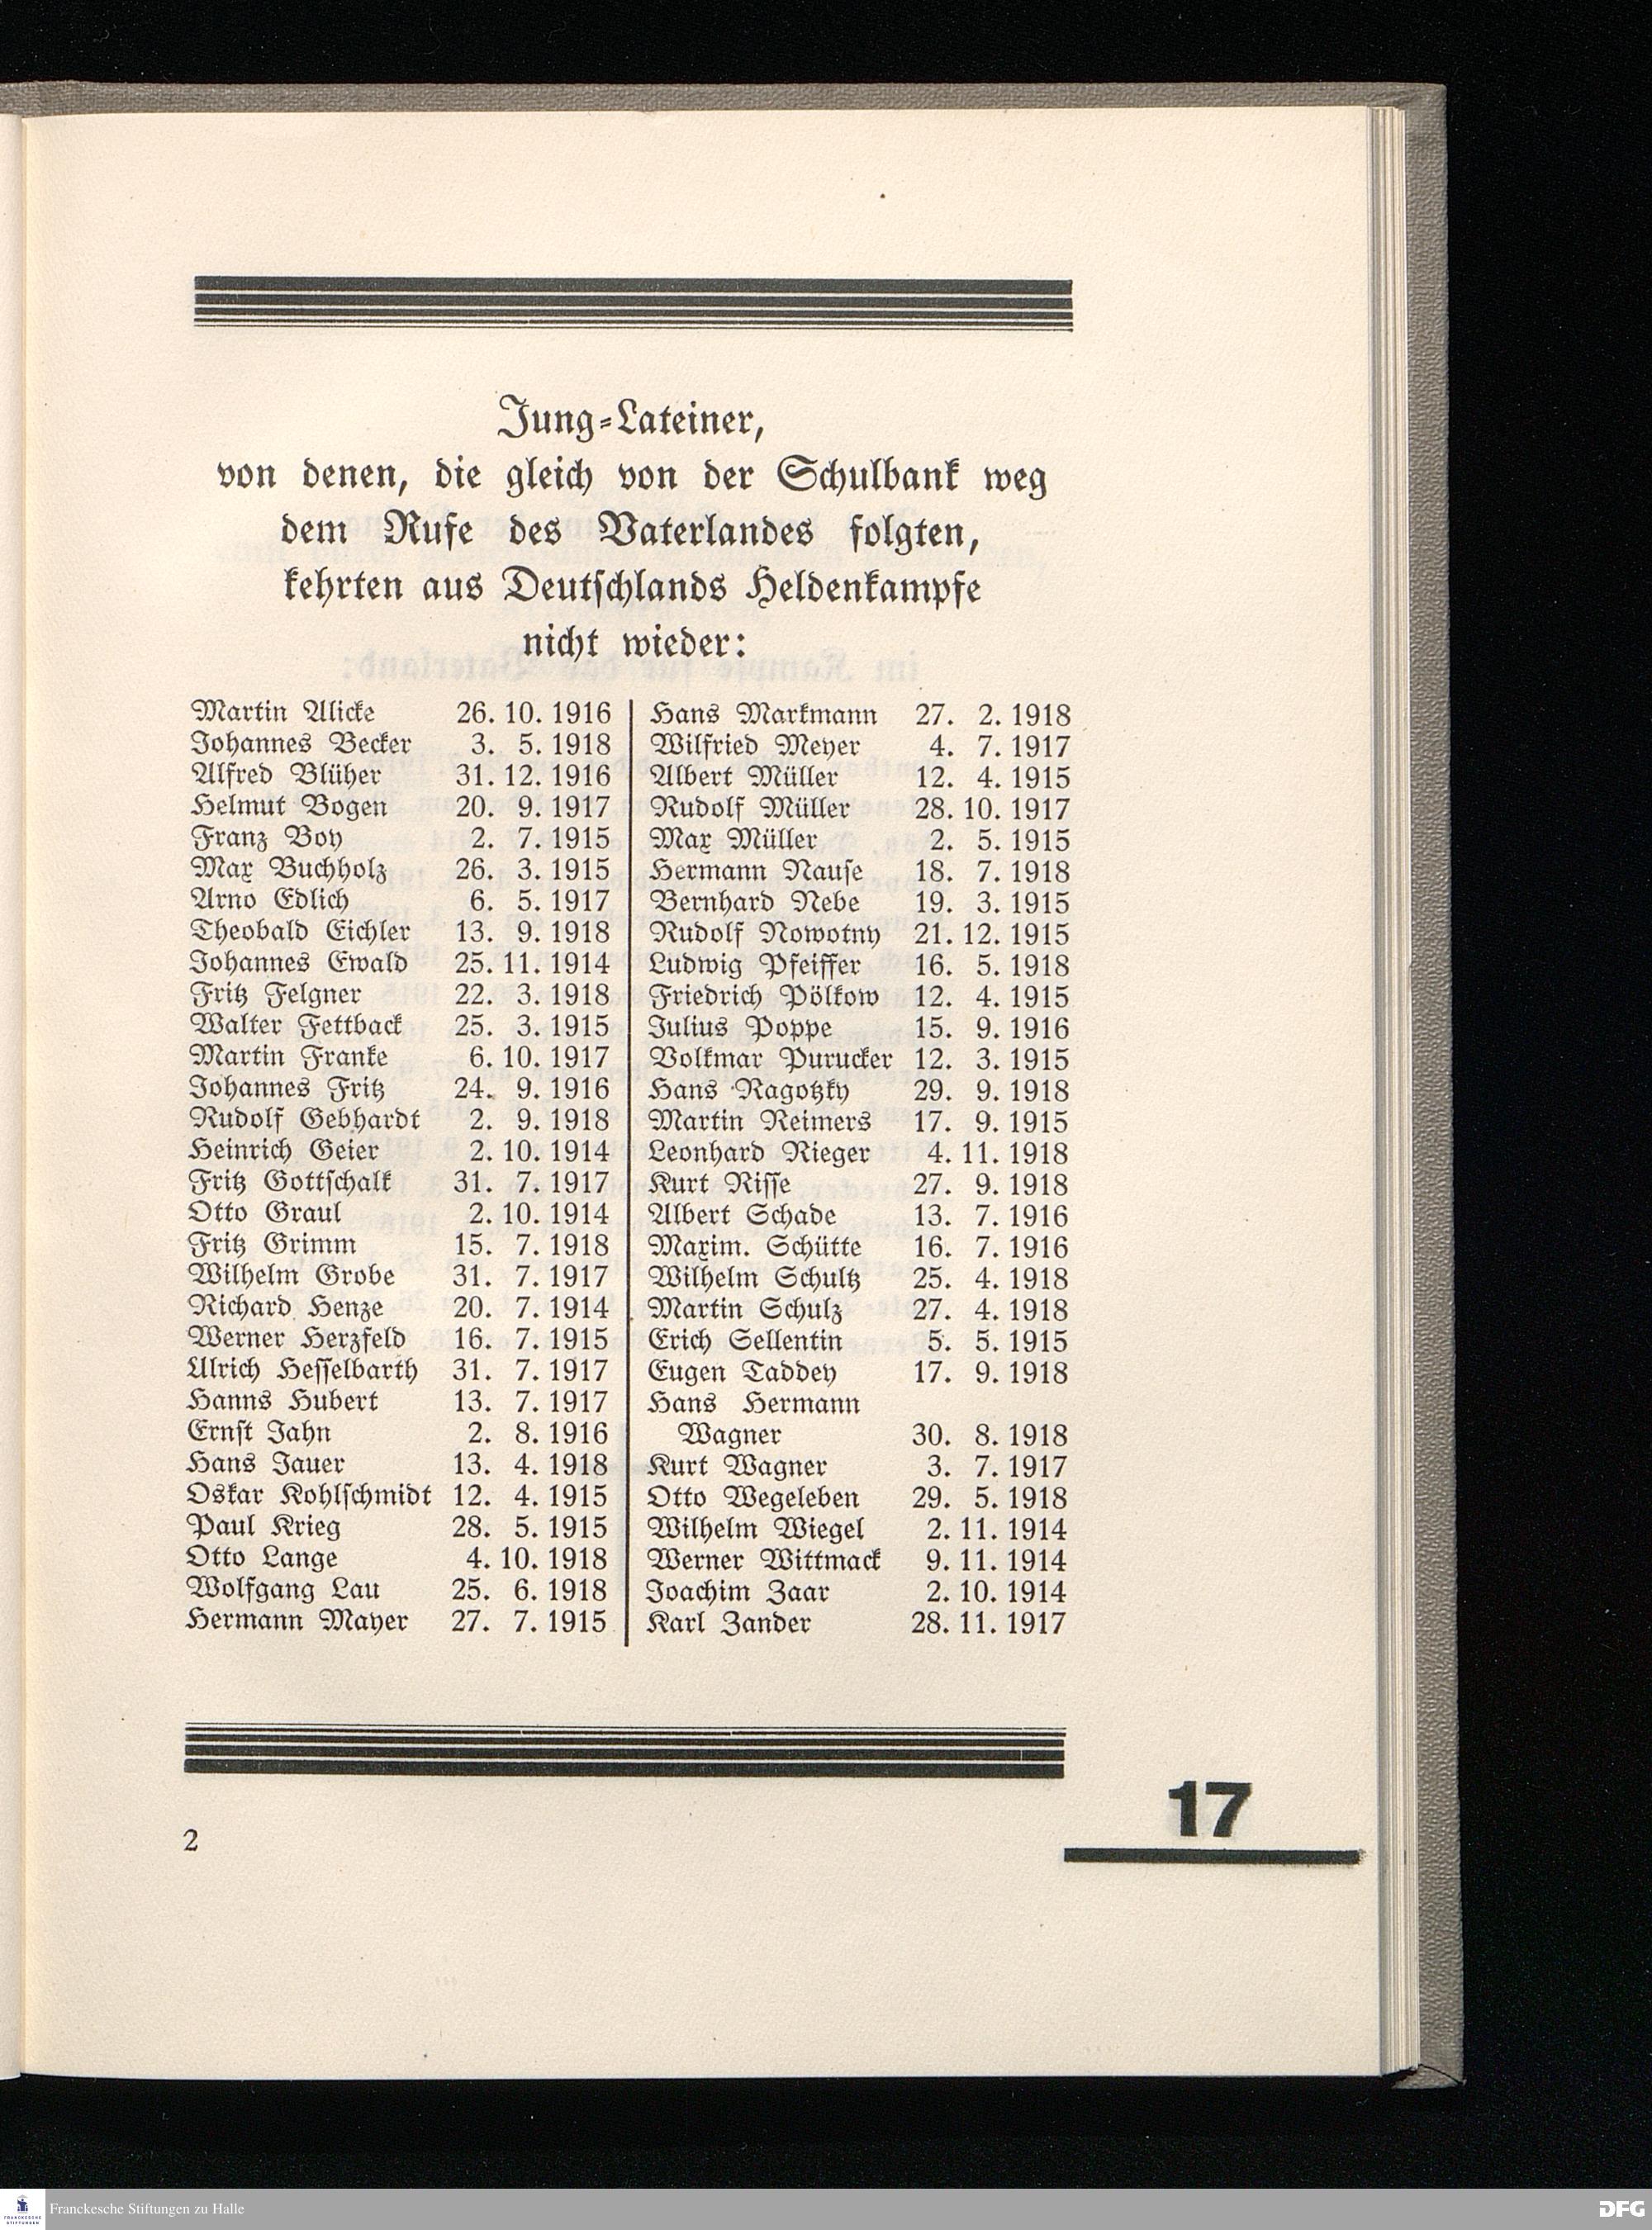 Jung-Lateiner,
von denen, die gleich von der Schulbank weg
dem Rufe des Vaterlandes folgten,
kehrten aus Deutschlands Heldenkampfe
nicht wieder:
Martin Alicke 26. 10. 1916
Johannes Becker 3. 5. 1918
Alfred Blüher 31. 12. 1916
Helmut Bogen 20. 9. 1917
Franz Boy 2. 7. 1915
Max Buchholz 26. 3. 1915
Arno Edlich 6. 5. 1917
Theobald Eichler 13. 9. 1918
Johannes Ewald 25. 11. 1914
Fritz Felgner 22. 3. 1918
Walter Fettback 25. 3. 1915
Martin Franke 6. 10. 1917
Johannes Fritz 24. 9. 1916
Rudolf Gebhardt 2. 9. 1918
Heinrich Geier 2. 10. 1914
Fritz Gottschalk 31. 7. 1917
Otto Graul 2. 10. 1914
Fritz Grimm 15. 7. 1918
Wilhelm Grobe 31. 7. 1917
Richard Henze 20. 7. 1914
Werner Herzfeld 16. 7. 1915
Ulrich Hesselbarth 31. 7. 1917
Hanns Hubert 13. 7. 1917
Ernst Jahn 2. 8. 1916
Hans Jauer 13. 4. 1918
Oskar Kohlschmidt 12. 4. 1915
Paul Krieg 28. 5. 1915
Otto Lange 4. 10. 1918
Wolfgang Lau 25. 6. 1918
Hermann Mayer 27. 7. 1915
Hans Markmann 27. 2. 1918
Wilfried Meyer 4. 7. 1917
Albert Müller 12. 4. 1915
Rudolf Müller 28. 10. 1917
Max Müller 2. 5. 1915
Hermann Nause 18. 7. 1918
Bernhard Nebe 19. 3. 1915
Rudolf Nowotny 21. 12. 1915
Ludwig Pfeiffer 16. 5. 1918
Friedrich Pölkow 12. 4. 1915
Julius Poppe 15. 9. 1916
Volkmar Purucker 12. 3. 1915
Hans Ragotzky 29. 9. 1918
Martin Reimers 17. 9. 1915
Leonhard Rieger 4. 11. 1918
Kurt Risse 27. 9. 1918
Albert Schade 13. 7. 1916
Maxim. Schütte 16. 7. 1916
Wilhelm Schultz 25. 4. 1918
Martin Schulz 27. 4. 1918
Erich Sellentin 5. 5. 1915
Eugen Taddey 17. 9. 1918
Hans Hermann
Wagner 30. 8. 1918
Kurt Wagner 3. 7. 1917
Otto Wegeleben 29. 5. 1918
Wilhelm Wiegel 2. 11. 1914
Werner Wittmack 9. 11. 1914
Joachim Zaar 2. 10. 1914
Karl Zander 28. 11. 1917
17
2
Franckesche Stiftungen zu Halle
DFG